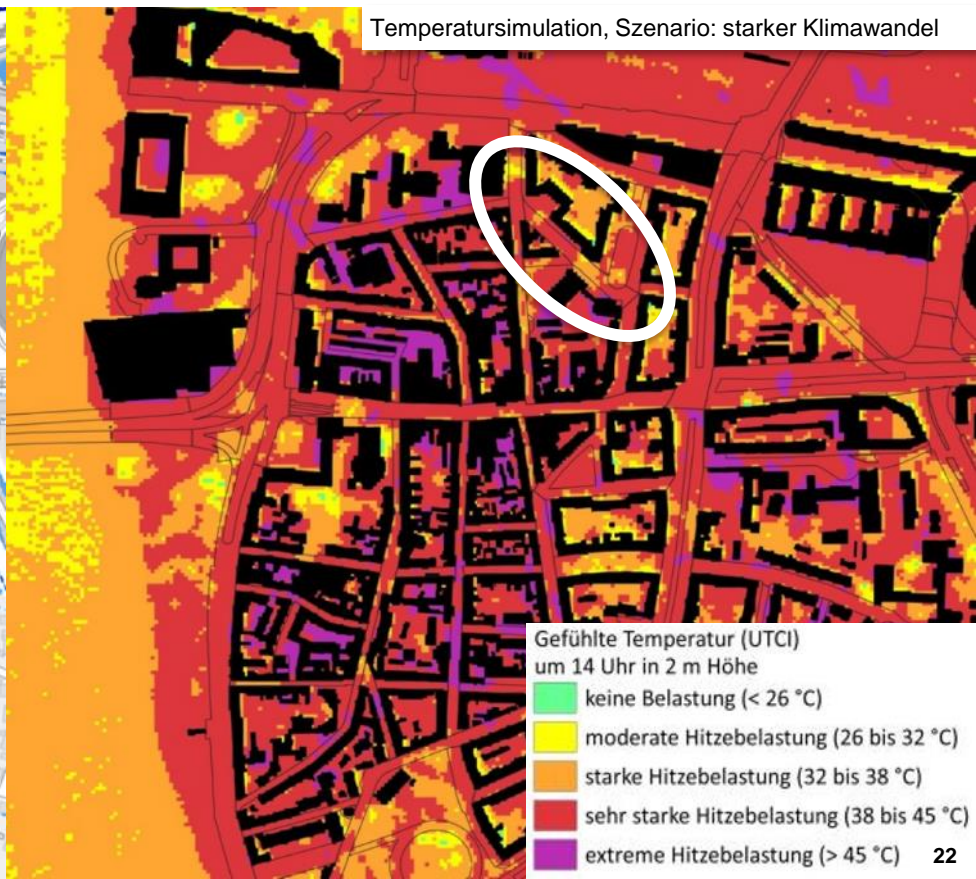 Temperatursimulation, Szenario: starker Klimawandel
Gefühlte Temperatur (UTCI)
um 14 Uhr in 2 m Höhe
keine Belastung (< 26 °C)
moderate Hitzebelastung (26 bis 32 °C)
starke Hitzebelastung (32 bis 38 °C)
sehr starke Hitzebelastung (38 bis 45 °C)
extreme Hitzebelastung (> 45 °C) 22